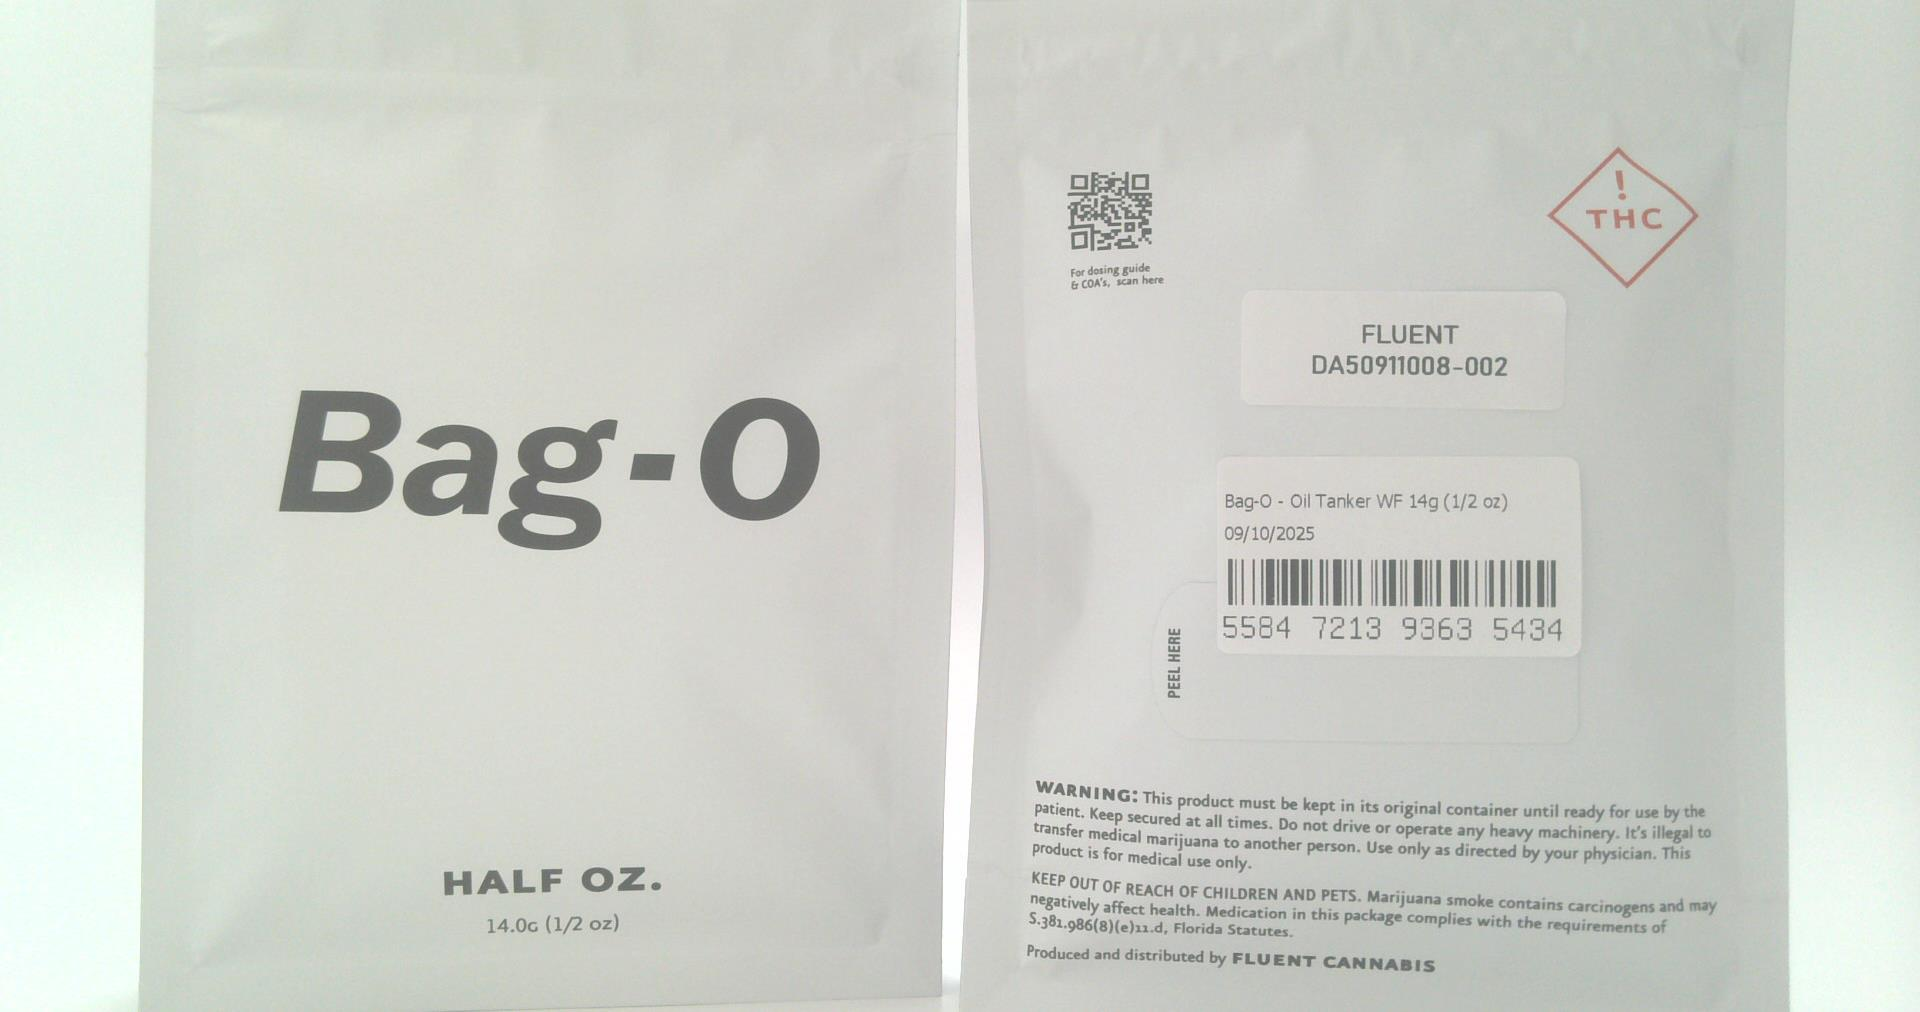 Bag-O
HALF OZ.
14.0G (1/2 oz)
For dosing guide
& COA's, scan here
!
THC
FLUENT
DA50911008-002
Bag-O - Oil Tanker WF 14g (1/2 oz)
09/10/2025
5584 7213 9363 5434
PEEL HERE
WARNING: This product must be kept in its original container until ready for use by the
patient. Keep secured at all times. Do not drive or operate any heavy machinery. It's illegal to
transfer medical marijuana to another person. Use only as directed by your physician. This
product is for medical use only.
KEEP OUT OF REACH OF CHILDREN AND PETS. Marijuana smoke contains carcinogens and may
negatively affect health. Medication in this package complies with the requirements of
S.381.986(8)(e)11.d, Florida Statutes.
Produced and distributed by FLUENT CANNABIS